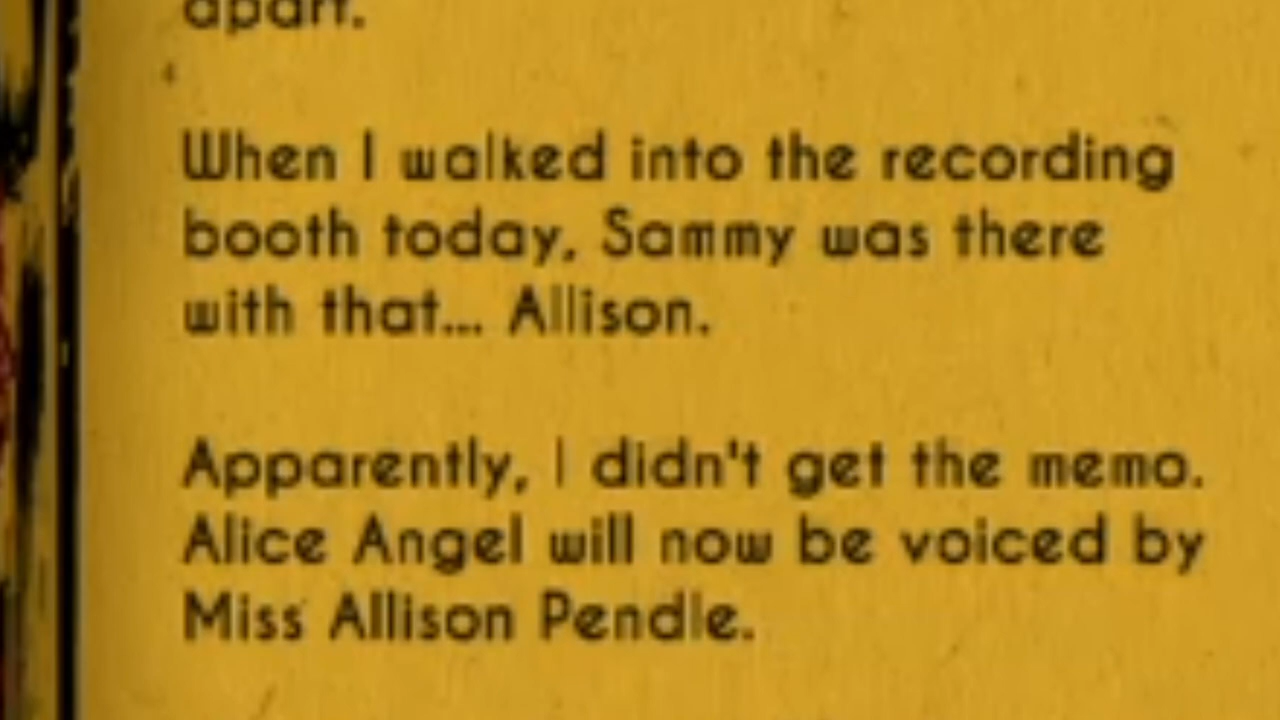 apart.
When I walked into the recording
booth today, Sammy was there
with that... Allison.
Apparently, I didn't get the memo.
Alice Angel will now be voiced by
Miss Allison Pendle.